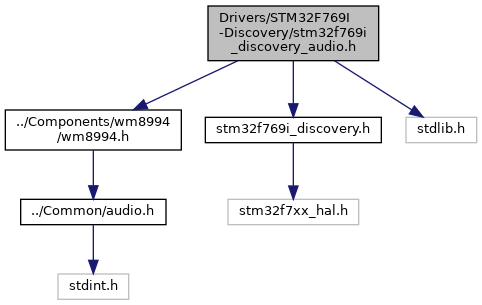 Drivers/STM32F769I
-Discovery/stm32f769i
_discovery_audio.h
../Components/wm8994
/wm8994.h
stm32f769i_discovery.h
stdlib.h
../Common/audio.h
stm32f7xx_hal.h
stdint.h